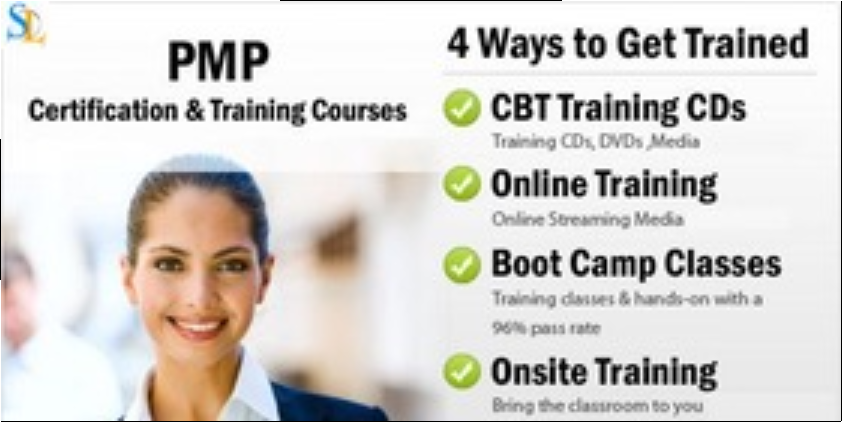 SL
PMP
Certification & Training Courses
4 Ways to Get Trained
CBT Training CDs
Training CDs, DVDs ,Media
Online Training
Online Streaming Media
Boot Camp Classes
Training classes & hands-on with a
96% pass rate
Onsite Training
Bring the classroom to you